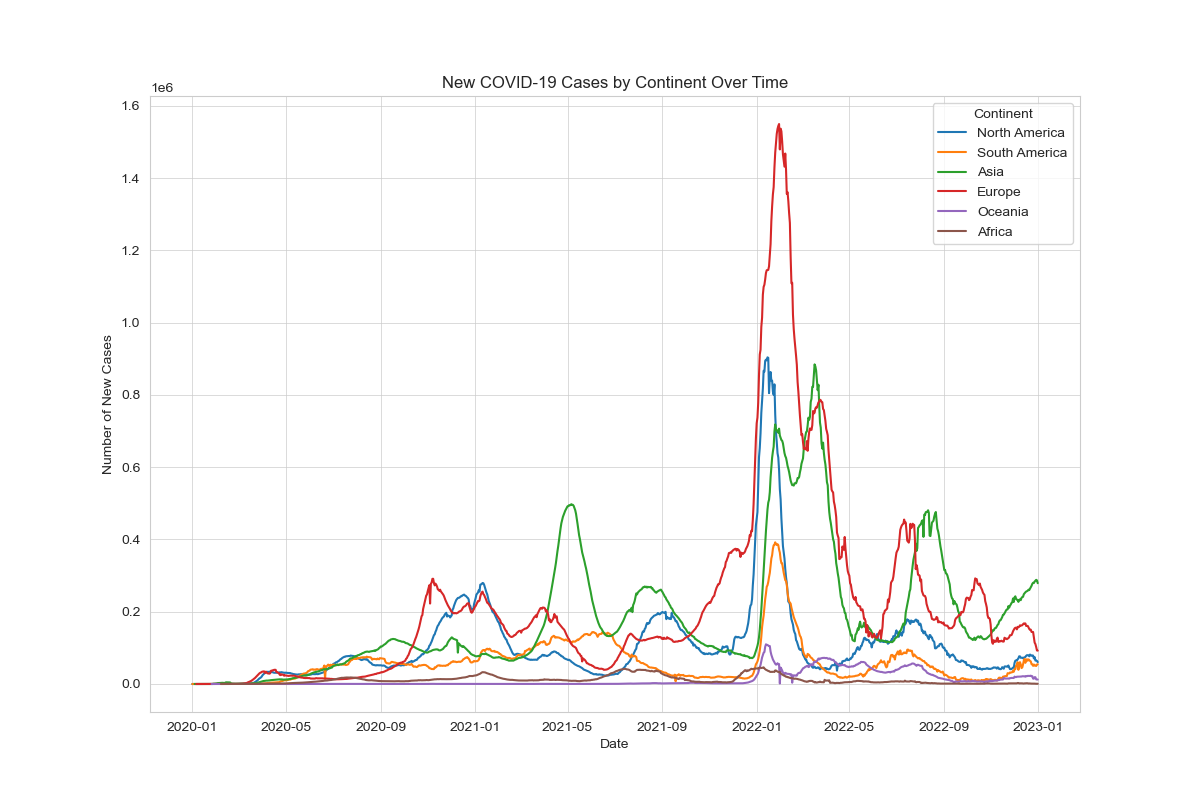 New COVID-19 Cases by Continent Over Time
1e6
1.6
1.4
1.2
1.0
0.8
0.6
0.4
0.2
0.0
Number of New Cases
Continent
North America
South America
Asia
Europe
Oceania
Africa
2020-01 2020-05 2020-09 2021-01 2021-05 2021-09 2022-01 2022-05 2022-09 2023-01
Date